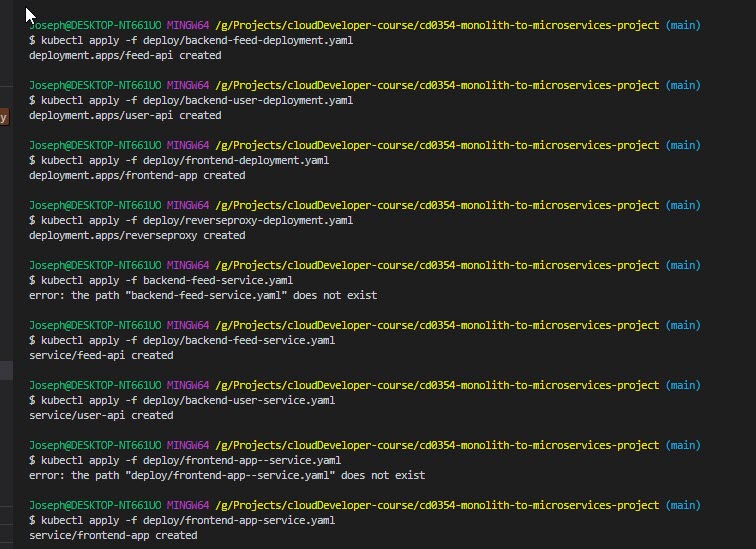 Joseph@DESKTOP-NT661UO MINGW64 /g/Projects/cloudDeveloper-course/cd0354-monolith-to-microservices-project (main)
$ kubectl apply -f deploy/backend-feed-deployment.yaml
deployment.apps/feed-api created
Joseph@DESKTOP-NT661UO MINGW64 /g/Projects/cloudDeveloper-course/cd0354-monolith-to-microservices-project (main)
$ kubectl apply -f deploy/backend-user-deployment.yaml
deployment.apps/user-api created
y
Joseph@DESKTOP-NT661UO MINGW64 /g/Projects/cloudDeveloper-course/cd0354-monolith-to-microservices-project (main)
$ kubectl apply -f deploy/frontend-deployment.yaml
deployment.apps/frontend-app created
Joseph@DESKTOP-NT661UO MINGW64 /g/Projects/cloudDeveloper-course/cd0354-monolith-to-microservices-project (main)
$ kubectl apply -f deploy/reverseproxy-deployment.yaml
deployment.apps/reverseproxy created
Joseph@DESKTOP-NT661UO MINGW64 /g/Projects/cloudDeveloper-course/cd0354-monolith-to-microservices-project (main)
$ kubectl apply -f backend-feed-service.yaml
error: the path "backend-feed-service.yaml" does not exist
Joseph@DESKTOP-NT661UO MINGW64 /g/Projects/cloudDeveloper-course/cd0354-monolith-to-microservices-project (main)
$ kubectl apply -f deploy/backend-feed-service.yaml
service/feed-api created
Joseph@DESKTOP-NT661UO MINGW64 /g/Projects/cloudDeveloper-course/cd0354-monolith-to-microservices-project (main)
$ kubectl apply -f deploy/backend-user-service.yaml
service/user-api created
Joseph@DESKTOP-NT661UO MINGW64 /g/Projects/cloudDeveloper-course/cd0354-monolith-to-microservices-project (main)
$ kubectl apply -f deploy/frontend-app--service.yaml
error: the path "deploy/frontend-app--service.yaml" does not exist
Joseph@DESKTOP-NT661UO MINGW64 /g/Projects/cloudDeveloper-course/cd0354-monolith-to-microservices-project (main)
$ kubectl apply -f deploy/frontend-app-service.yaml
service/frontend-app created